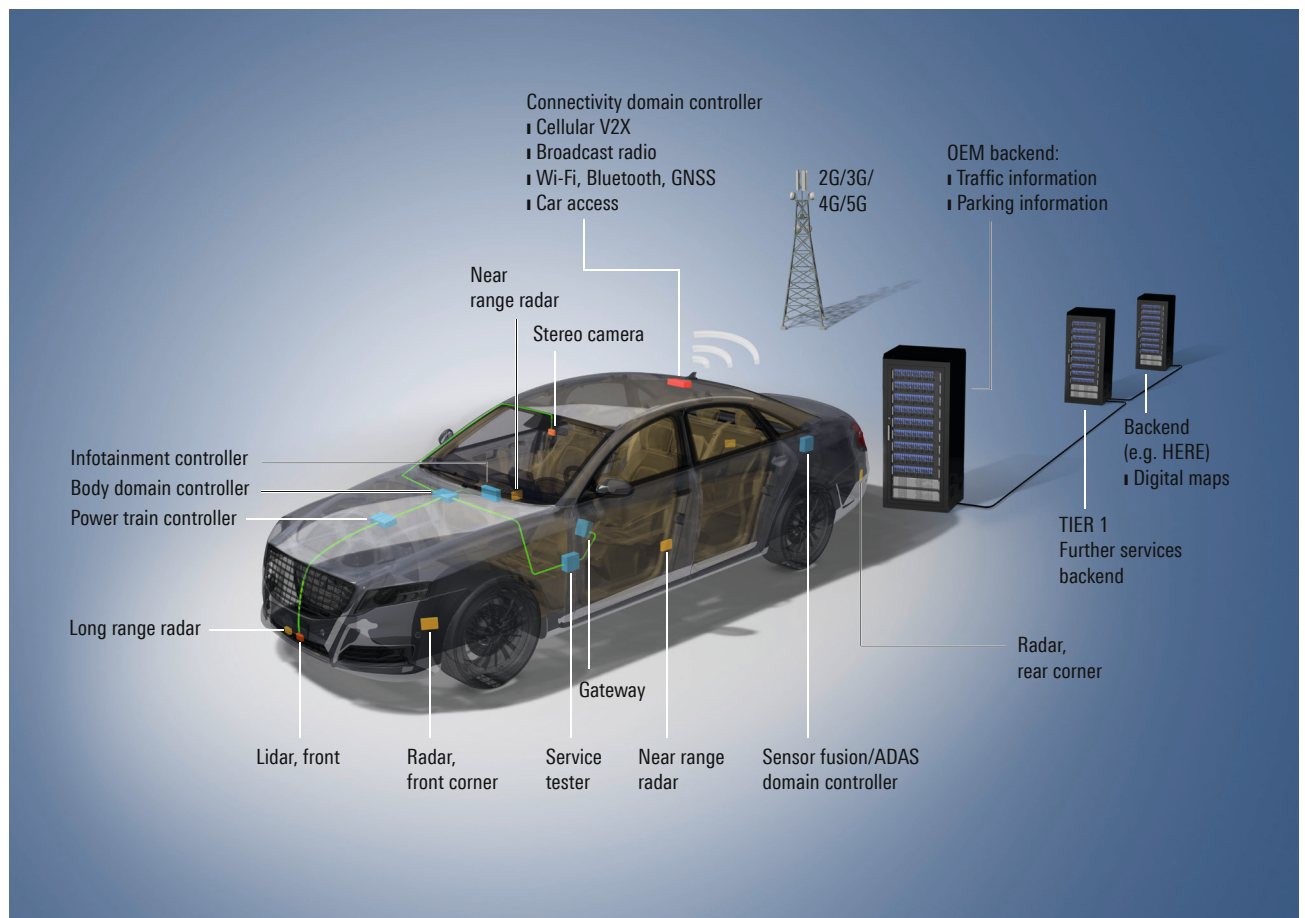 Connectivity domain controller
Cellular V2X
Broadcast radio
Wi-Fi, Bluetooth, GNSS
Car access
2G/3G/
4G/5G
OEM backend:
Traffic information
Parking information
Near
range radar
Stereo camera
Infotainment controller
Body domain controller
Power train controller
Long range radar
Backend
(e.g. HERE)
Digital maps
TIER 1
Further services
backend
Radar,
rear corner
Gateway
Lidar, front
Radar,
front corner
Service
tester
Near range
radar
Sensor fusion/ADAS
domain controller